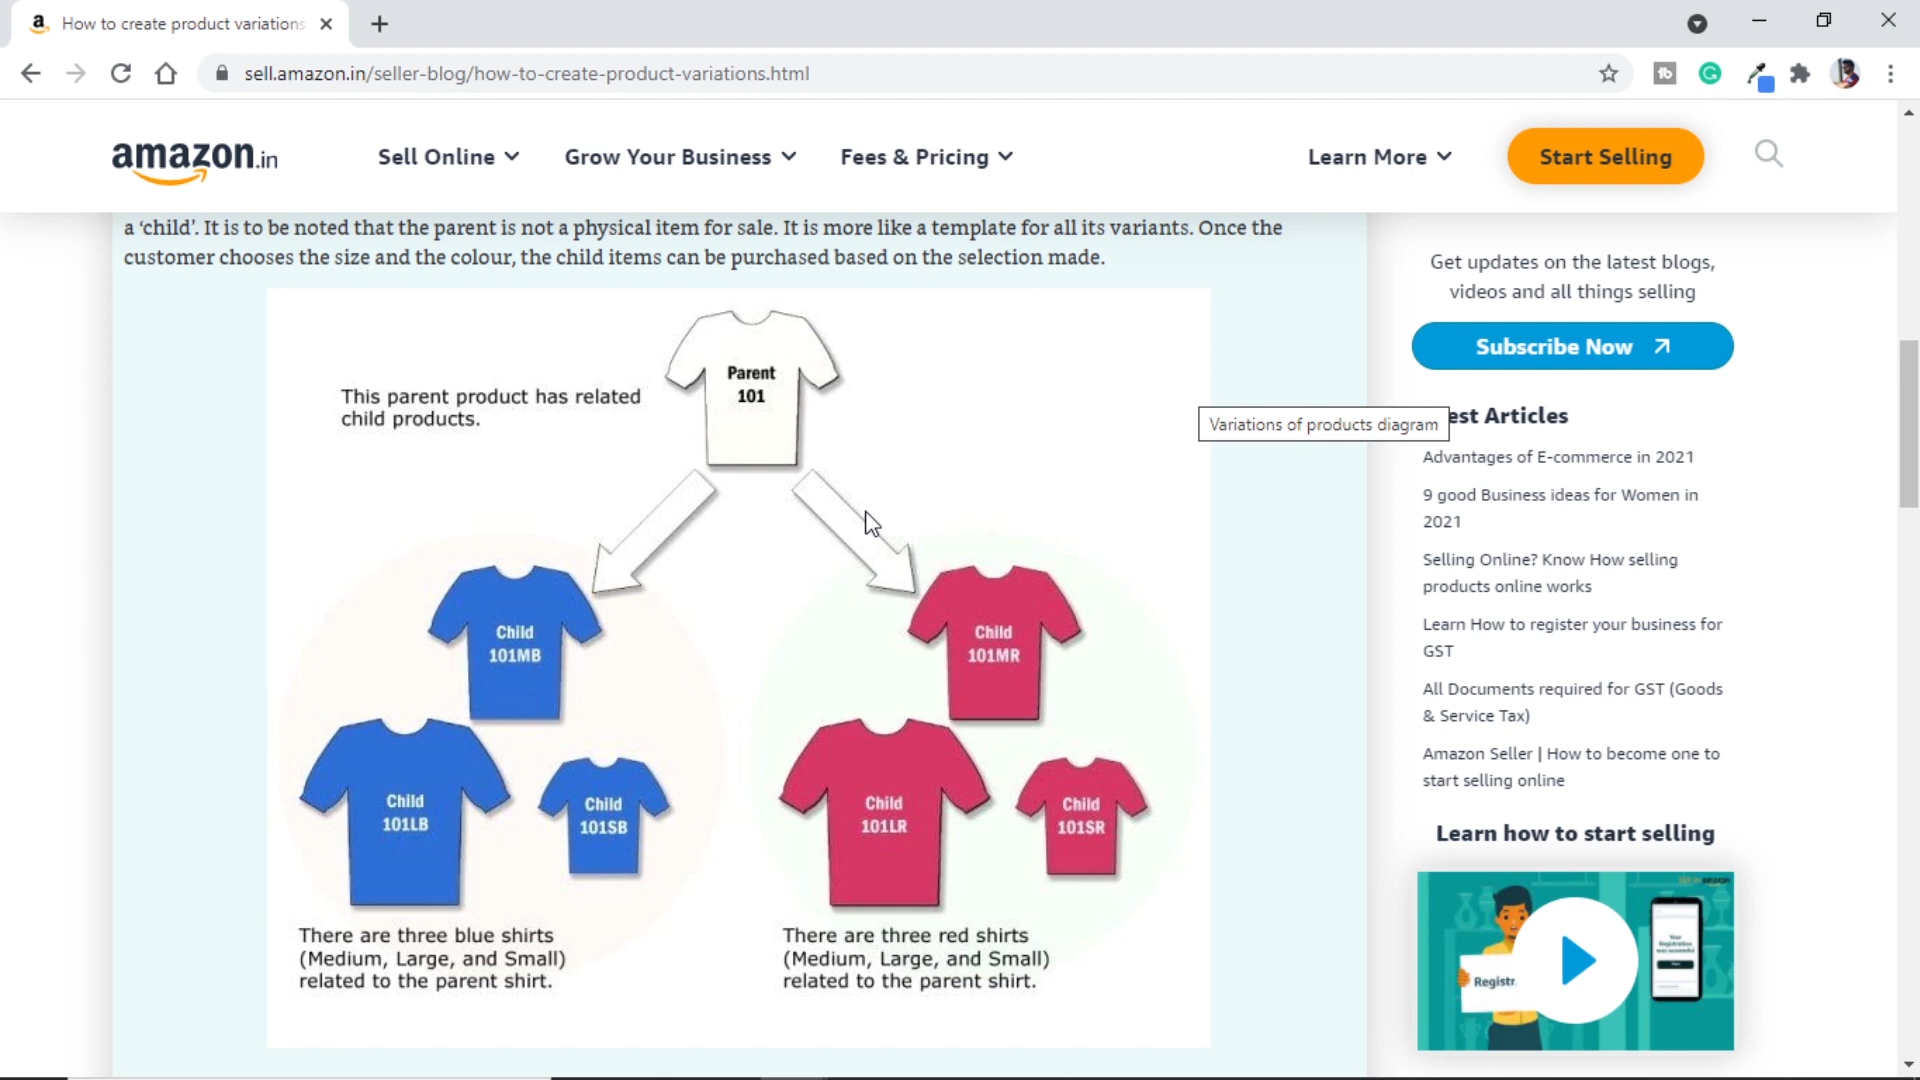 How to create product variations
sell.amazon.in/seller-blog/how-to-create-product-variations.html
amazon.in
Sell Online
Grow Your Business
Fees & Pricing
Learn More
Start Selling
a ‘child’. It is to be noted that the parent is not a physical item for sale. It is more like a template for all its variants. Once the
customer chooses the size and the colour, the child items can be purchased based on the selection made.
This parent product has related
child products.
Parent
101
Child
101MB
Child
101LB
Child
101SB
Child
101MR
Child
101LR
Child
101SR
There are three blue shirts
(Medium, Large, and Small)
related to the parent shirt.
There are three red shirts
(Medium, Large, and Small)
related to the parent shirt.
Variations of products diagram
Get updates on the latest blogs,
videos and all things selling
Subscribe Now
est Articles
Advantages of E-commerce in 2021
9 good Business ideas for Women in
2021
Selling Online? Know How selling
products online works
Learn How to register your business for
GST
All Documents required for GST (Goods
& Service Tax)
Amazon Seller | How to become one to
start selling online
Learn how to start selling
Registr
Your
Registration
was successful